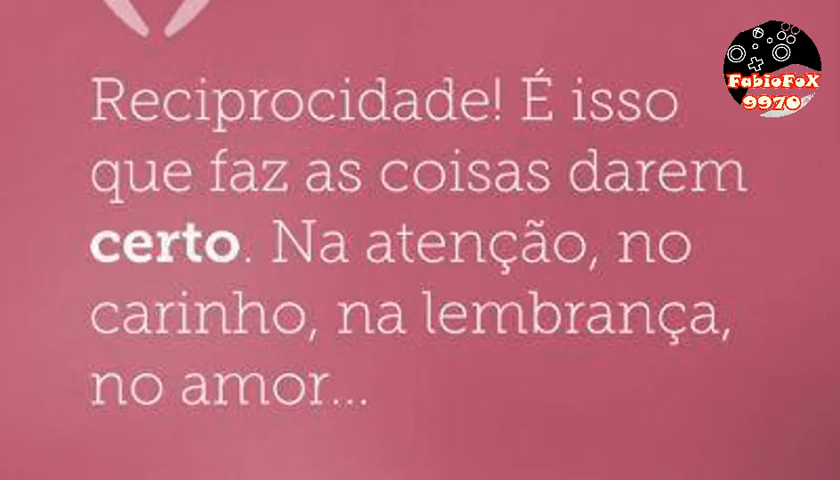 FabioFoX
9970
Reciprocidade! É isso
que faz as coisas darem
certo. Na atenção, no
carinho, na lembrança,
no amor...